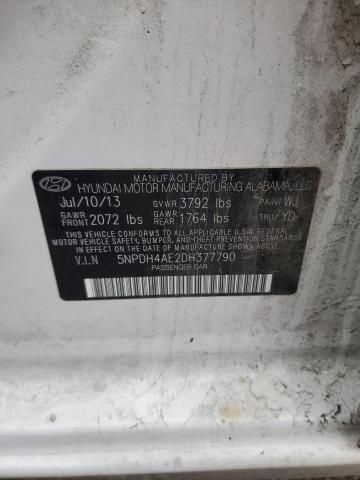 MANUFACTURED BY
HYUNDAI MOTOR MANUFACTURING ALABAMA, LLC
Jul/10/13 GVWR 3792 lbs PAINT WJ
GAWR FRONT 2072 lbs GAWR REAR 1764 lbs TRIM YD
THIS VEHICLE CONFORMS TO ALL APPLICABLE U.S.A FEDERAL
MOTOR VEHICLE SAFETY, BUMPER, AND THEFT PREVENTION STANDARDS
IN EFFECT ON THE DATE OF MANUFACTURE SHOWN ABOVE.
V.I.N 5NPDH4AE2DH377790
PASSENGER CAR